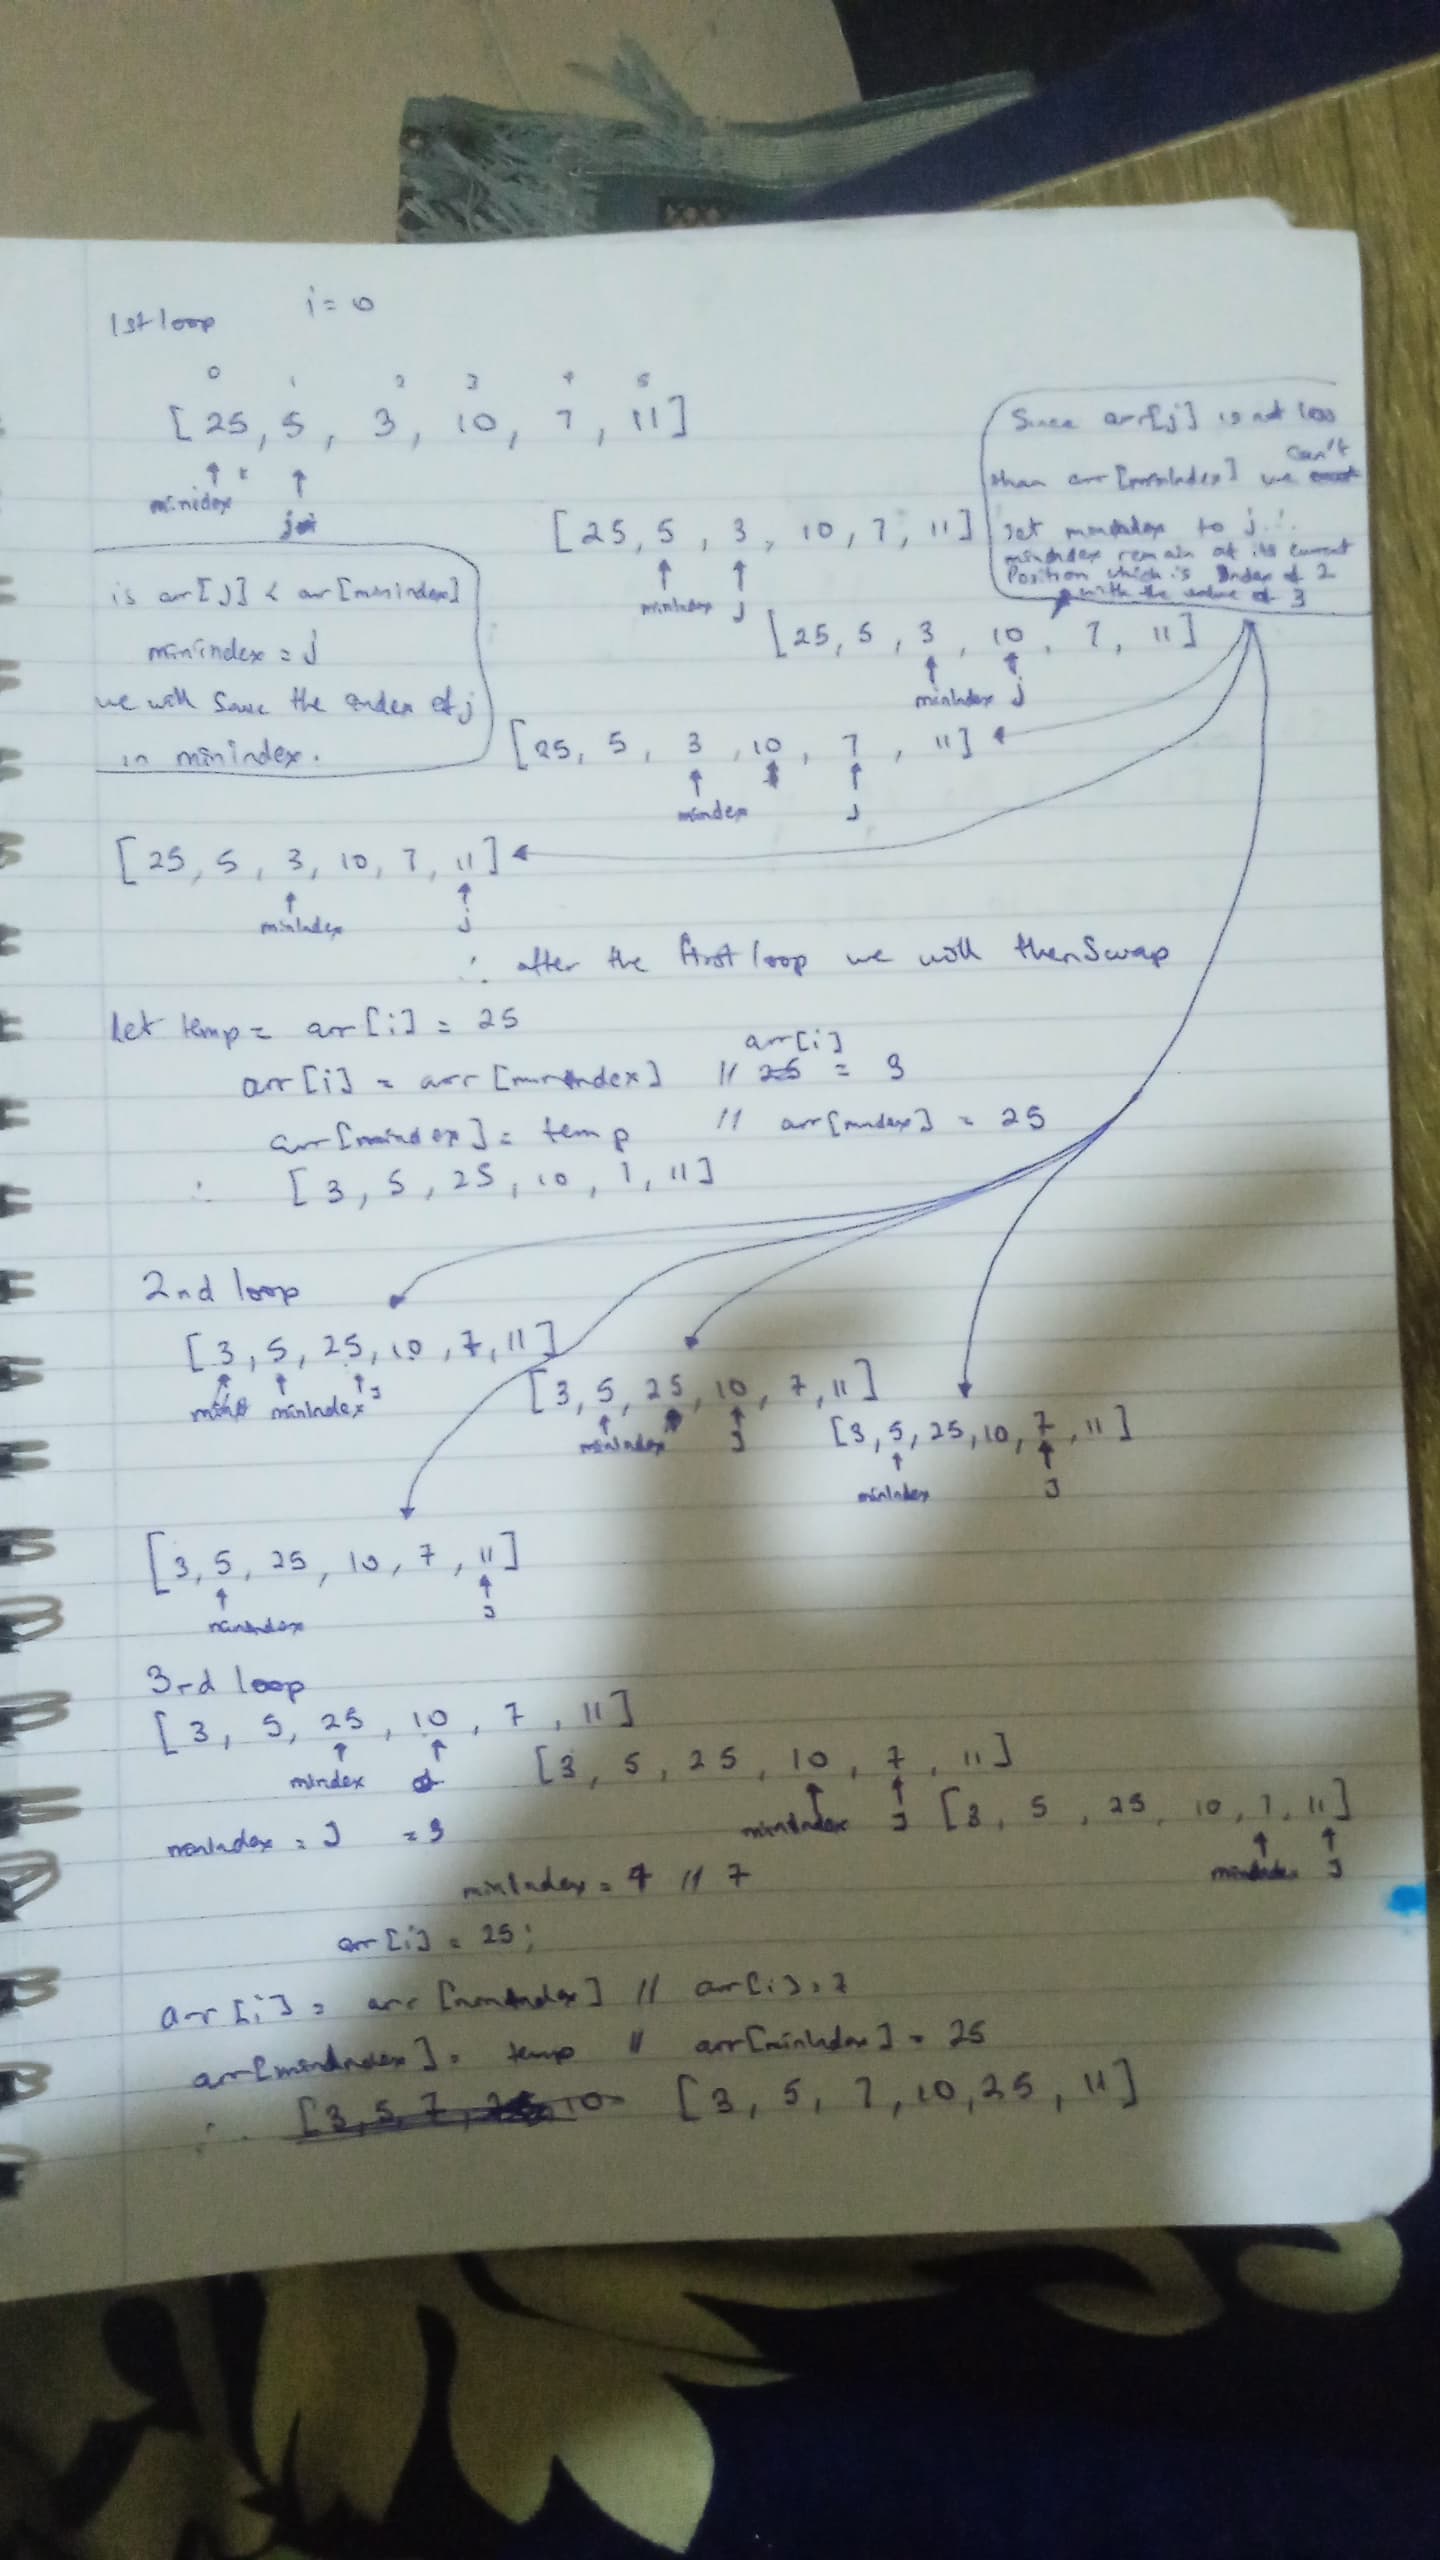 1st loop i = 0
0 1 2 3 4 5
[ 25, 5, 3, 10, 7, 11 ]
minidex j
is arr[j] < arr[minindex]
minindex = j
we will save the index of j
in minindex.
Since arr[j] is not less
than arr[minIndex] we can't
set minIndex to j ∴
minIndex remain at its current
Position which is Index of 2
with the value of 3
[25, 5, 3, 10, 7, 11]
minIndex j
[25, 5, 3, 10, 7, 11]
minIndex j
[25, 5, 3, 10, 7, 11]
mindex J
[25, 5, 3, 10, 7, 11]
minIndex j
∴ after the first loop we will then Swap
let temp = arr[i] = 25
arr[i]
arr[i] = arr[minIndex] // 25 = 3
arr[mindex] = temp // arr[mindex] = 25
∴ [3, 5, 25, 10, 7, 11]
2nd loop
[3, 5, 25, 10, 7, 11]
minIndex J
[3, 5, 25, 10, 7, 11]
minIndex J
[3, 5, 25, 10, 7, 11]
minIndex J
[3, 5, 25, 10, 7, 11]
minIndex J
3rd loop
[3, 5, 25, 10, 7, 11]
mindex J
minIndex = J = 3
[3, 5, 25, 10, 7, 11]
minIndex J
[3, 5, 25, 10, 7, 11]
minIndex J
minIndex = 4 // 7
arr[i] = 25;
arr[i] = arr[minIndex] // arr[i] = 7
arr[minIndex] = temp // arr[minIndex] = 25
∴ [3, 5, 7, 10 [3, 5, 7, 10, 25, 11]